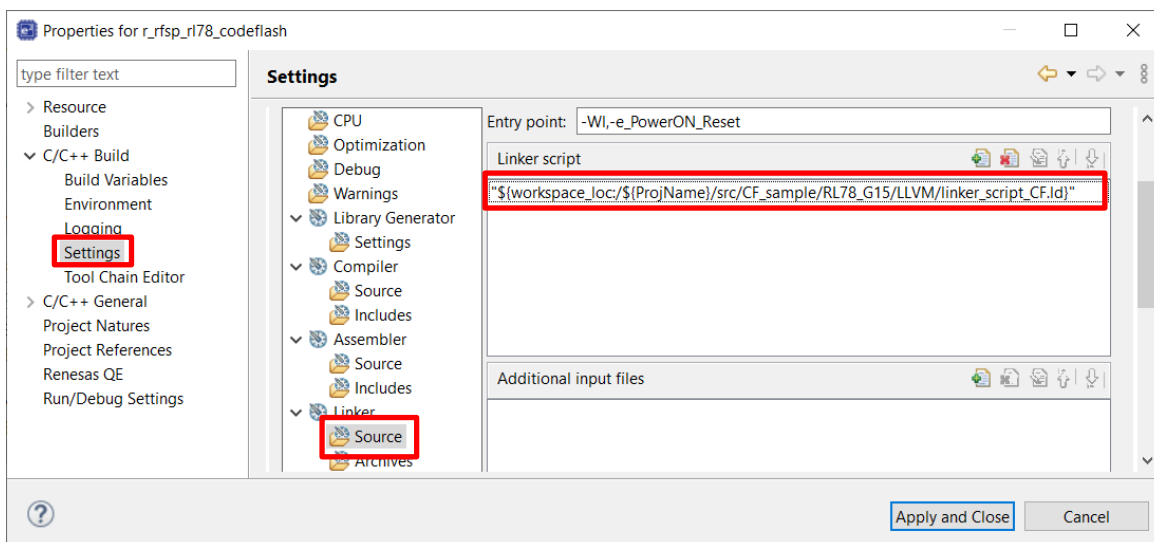 Properties for r_rfsp_rl78_codeflash
type filter text
Resource
Builders
C/C++ Build
Build Variables
Environment
Logging
Settings
Tool Chain Editor
C/C++ General
Project Natures
Project References
Renesas QE
Run/Debug Settings
Settings
CPU
Optimization
Debug
Warnings
Library Generator
Settings
Compiler
Source
Includes
Assembler
Source
Includes
Linker
Source
Archives
Entry point: -Wl,-e_PowerON_Reset
Linker script
"${workspace_loc:/${ProjName}/src/CF_sample/RL78_G15/LLVM/linker_script_CF.ld}"
Additional input files
Apply and Close
Cancel